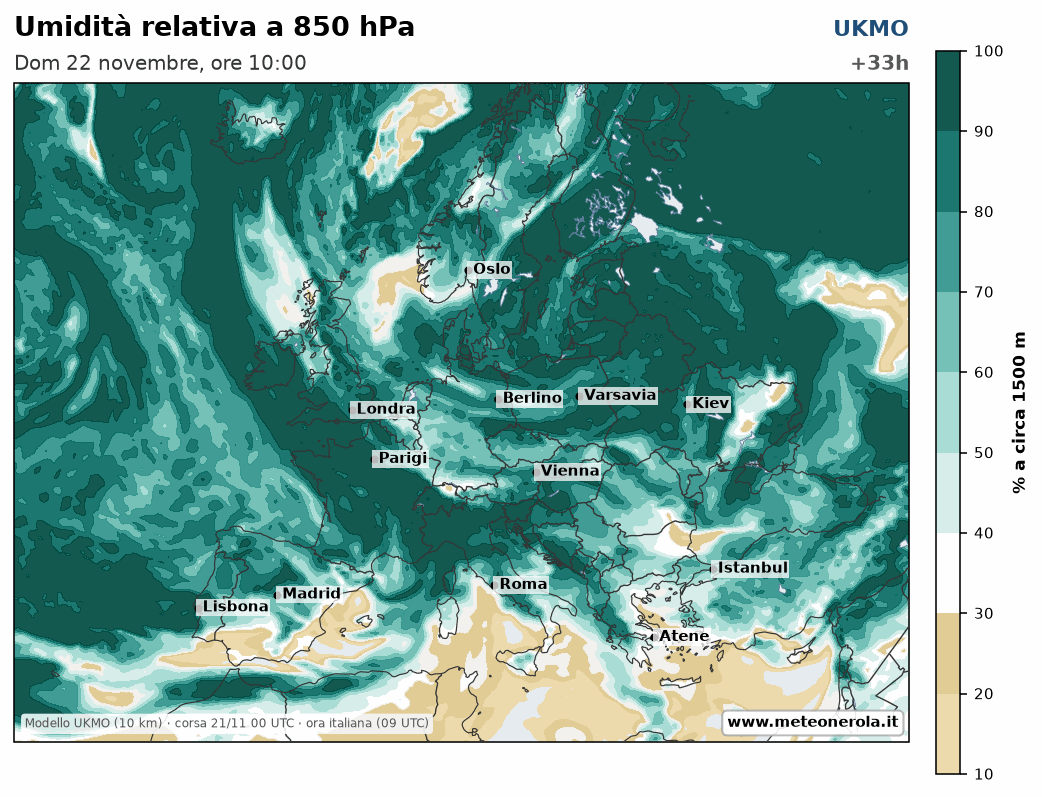 Umidità relativa a 850 hPa
UKMO
Dom 22 novembre, ore 10:00
+33h
100
90
80
70
60
50
40
30
20
10
% a circa 1500 m
Oslo
Londra
Berlino
Varsavia
Kiev
Parigi
Vienna
Istanbul
Roma
Madrid
Lisbona
Atene
Modello UKMO (10 km) · corsa 21/11 00 UTC · ora italiana (09 UTC)
www.meteonerola.it